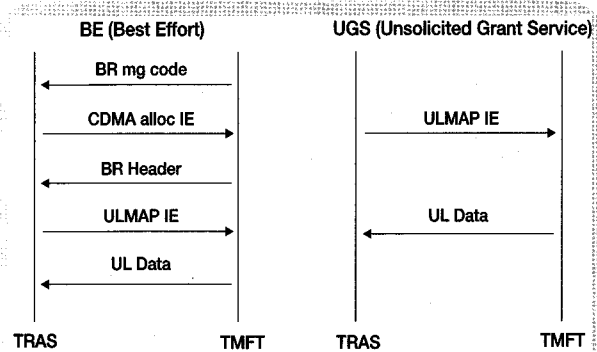 BE (Best Effort)
UGS (Unsolicited Grant Service)
BR mg code
CDMA alloc IE
BR Header
ULMAP IE
UL Data
TRAS
TMFT
ULMAP IE
UL Data
TRAS
TMFT